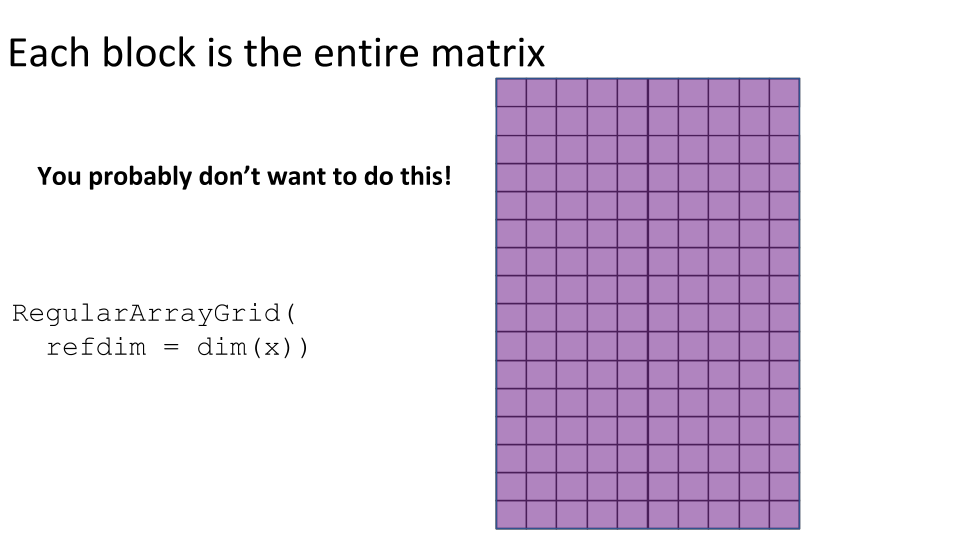 Each block is the entire matrix
You probably don’t want to do this!
RegularArrayGrid(
  refdim = dim(x))